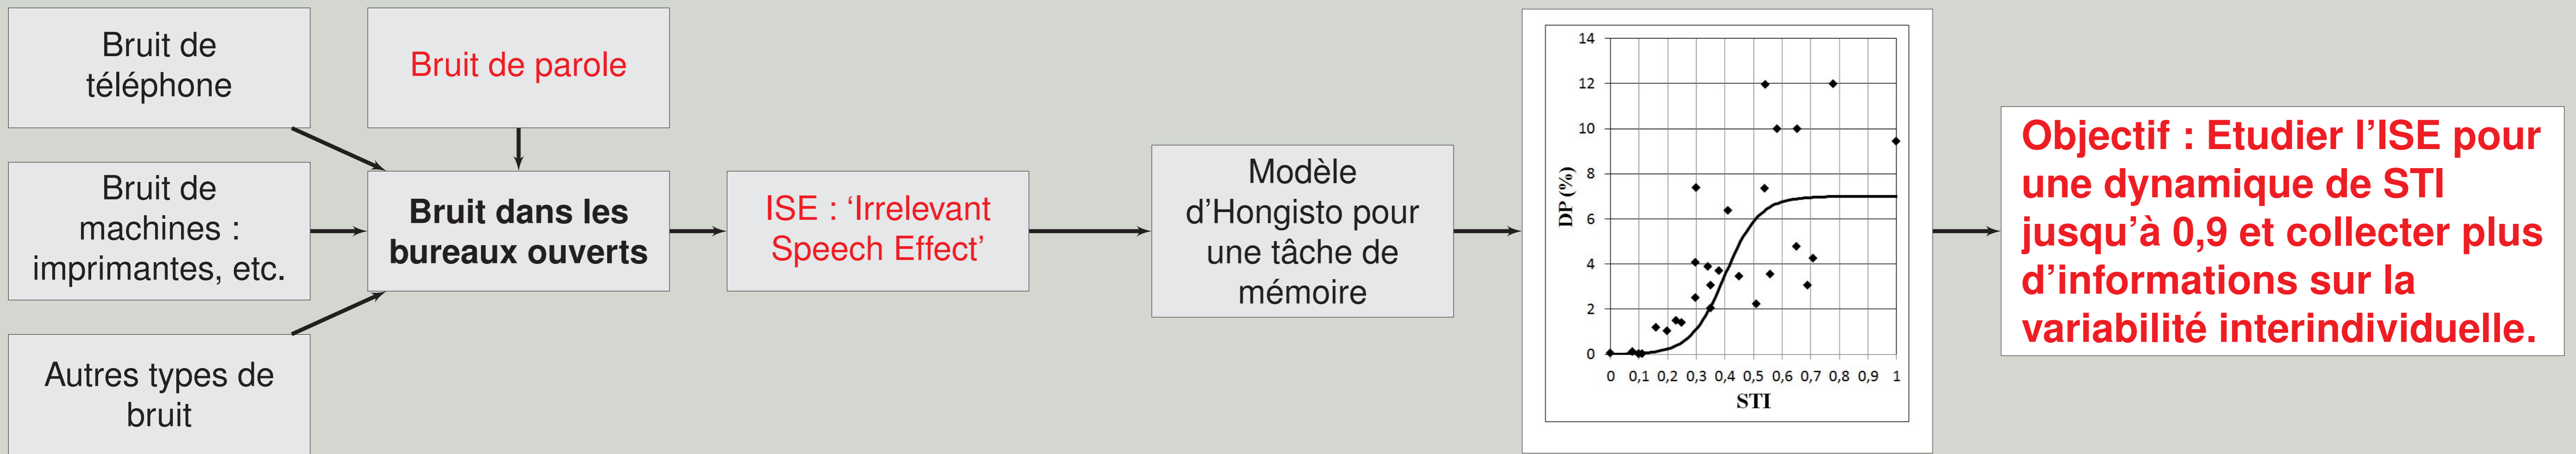 Bruit de
téléphone
Bruit de parole
Bruit de
machines :
imprimantes, etc.
Bruit dans les
bureaux ouverts
Autres types de
bruit
ISE : ‘Irrelevant
Speech Effect’
Modèle
d’Hongisto pour
une tâche de
mémoire
14
12
10
8
6
4
2
0
DP (%)
0 0,1 0,2 0,3 0,4 0,5 0,6 0,7 0,8 0,9 1
STI
Objectif : Etudier l’ISE pour
une dynamique de STI
jusqu’à 0,9 et collecter plus
d’informations sur la
variabilité interindividuelle.